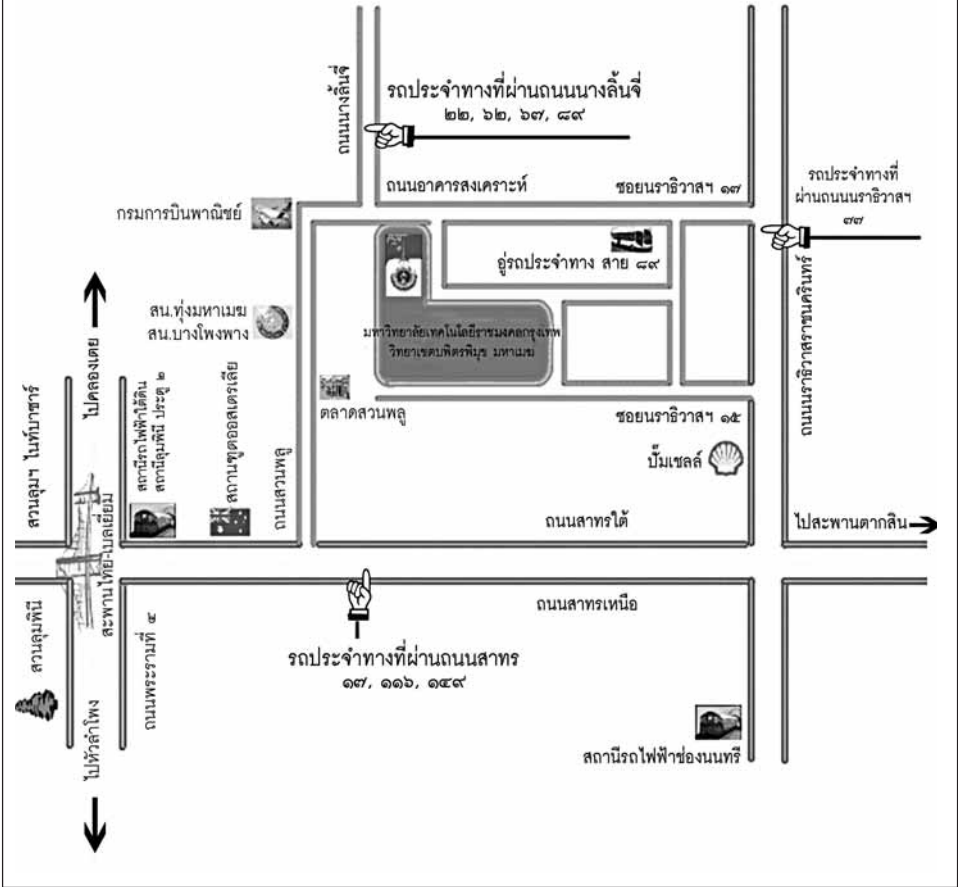 ถนนนางลิ้นจี่
รถประจำทางที่ผ่านถนนนางลิ้นจี่
๒๒, ๖๒, ๖๗, ๘๙
ถนนอาคารสงเคราะห์
ซอยนราธิวาสฯ ๑๗
รถประจำทางที่
ผ่านถนนนราธิวาสฯ
๗๗
กรมการบินพาณิชย์
อู่รถประจำทาง สาย ๘๙
สน.ทุ่งมหาเมฆ
สน.บางโพงพาง
มหาวิทยาลัยเทคโนโลยีราชมงคลกรุงเทพ
วิทยาเขตบพิตรพิมุข มหาเมฆ
ถนนนราธิวาสราชนครินทร์
ตลาดสวนพลู
ซอยนราธิวาสฯ ๑๕
ปั๊มเชลล์
สวนลุมฯ ไนท์บาซาร์
ไปคลองเตย
สถานีรถไฟฟ้าใต้ดิน
สถานีลุมพินี ประตู ๒
สถานฑูตออสเตรเลีย
ถนนสวนพลู
ถนนสาทรใต้
ไปสะพานตากสิน
สะพานไทย-เบลเยี่ยม
ถนนสาทรเหนือ
สวนลุมพินี
ถนนพระรามที่ ๔
รถประจำทางที่ผ่านถนนสาทร
๑๗, ๑๑๖, ๑๔๙
ไปหัวลำโพง
สถานีรถไฟฟ้าช่องนนทรี